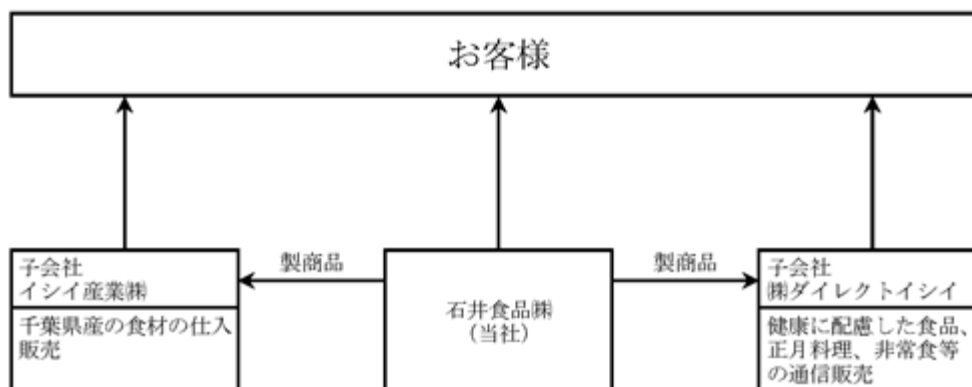 お客様
子会社
イシイ産業㈱
千葉県産の食材の仕入
販売
製商品
石井食品㈱
（当社）
製商品
子会社
㈱ダイレクトイシイ
健康に配慮した食品、
正月料理、非常食等
の通信販売